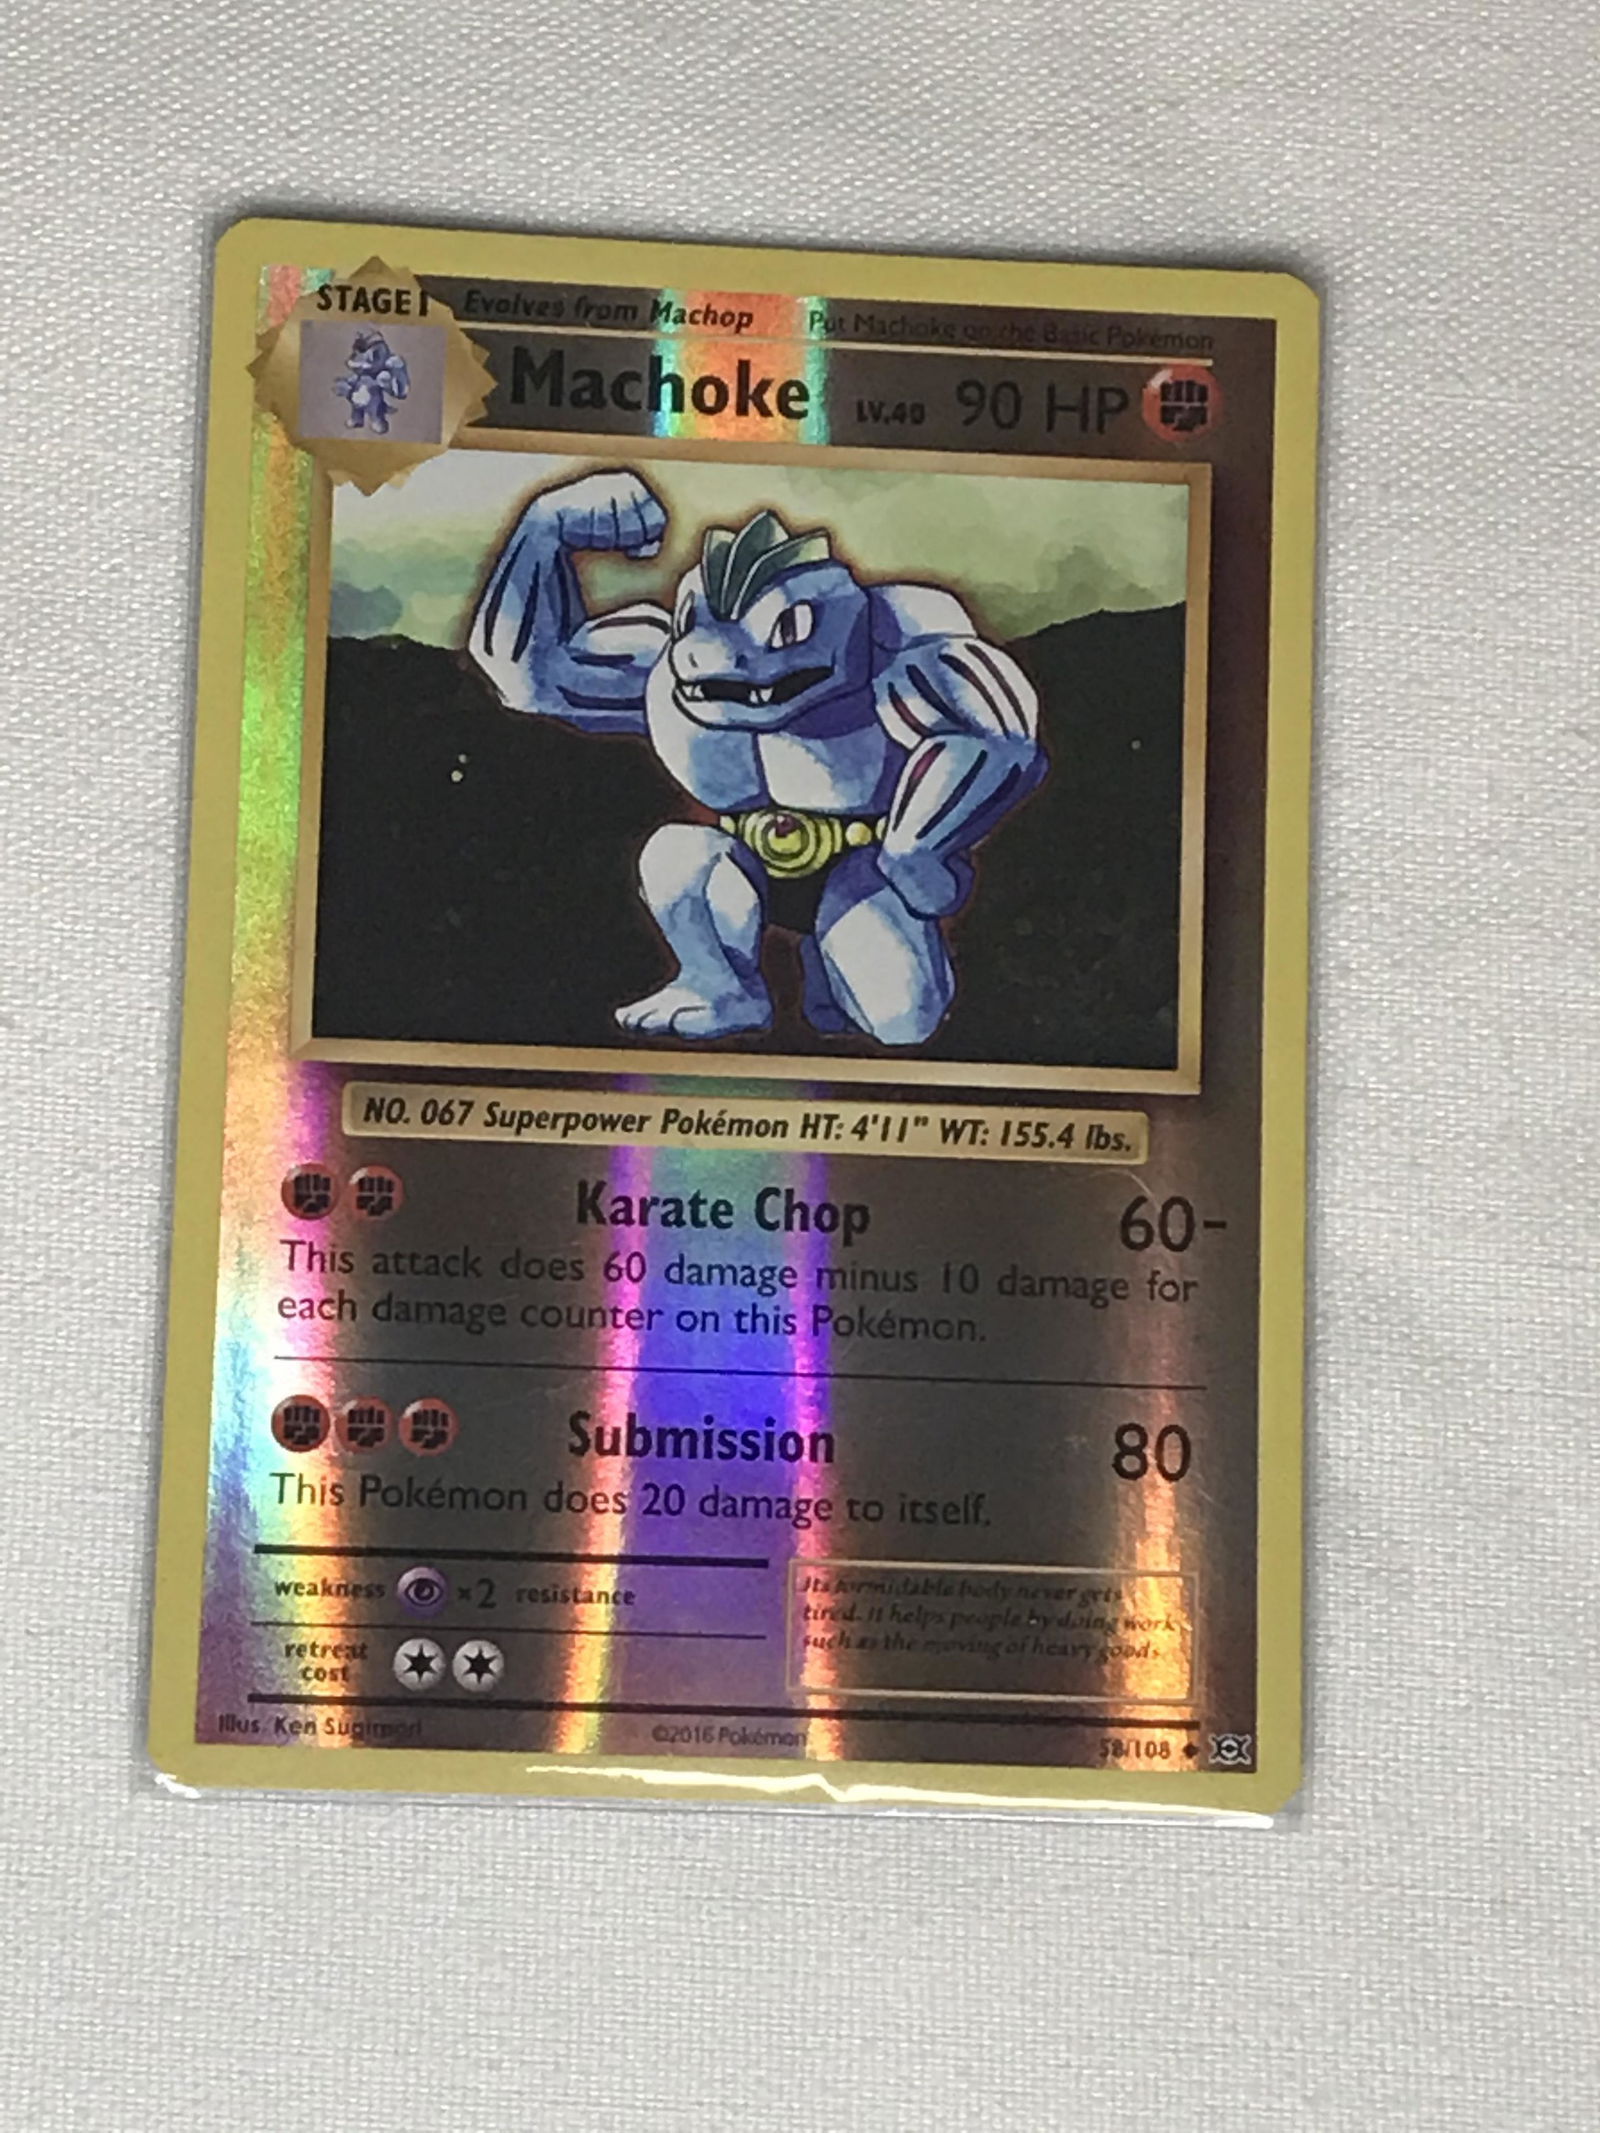 STAGE 1 Evolves from Machop Put Machoke on the Basic Pokémon
Machoke LV.40 90 HP
NO. 067 Superpower Pokémon HT: 4'11" WT: 155.4 lbs.
Karate Chop 60-
This attack does 60 damage minus 10 damage for
each damage counter on this Pokémon.
Submission 80
This Pokémon does 20 damage to itself.
weakness ×2 resistance
retreat
cost
Its formidable body never gets
tired. It helps people by doing work
such as the moving of heavy goods.
Illus. Ken Sugimori ©2016 Pokémon 58/108